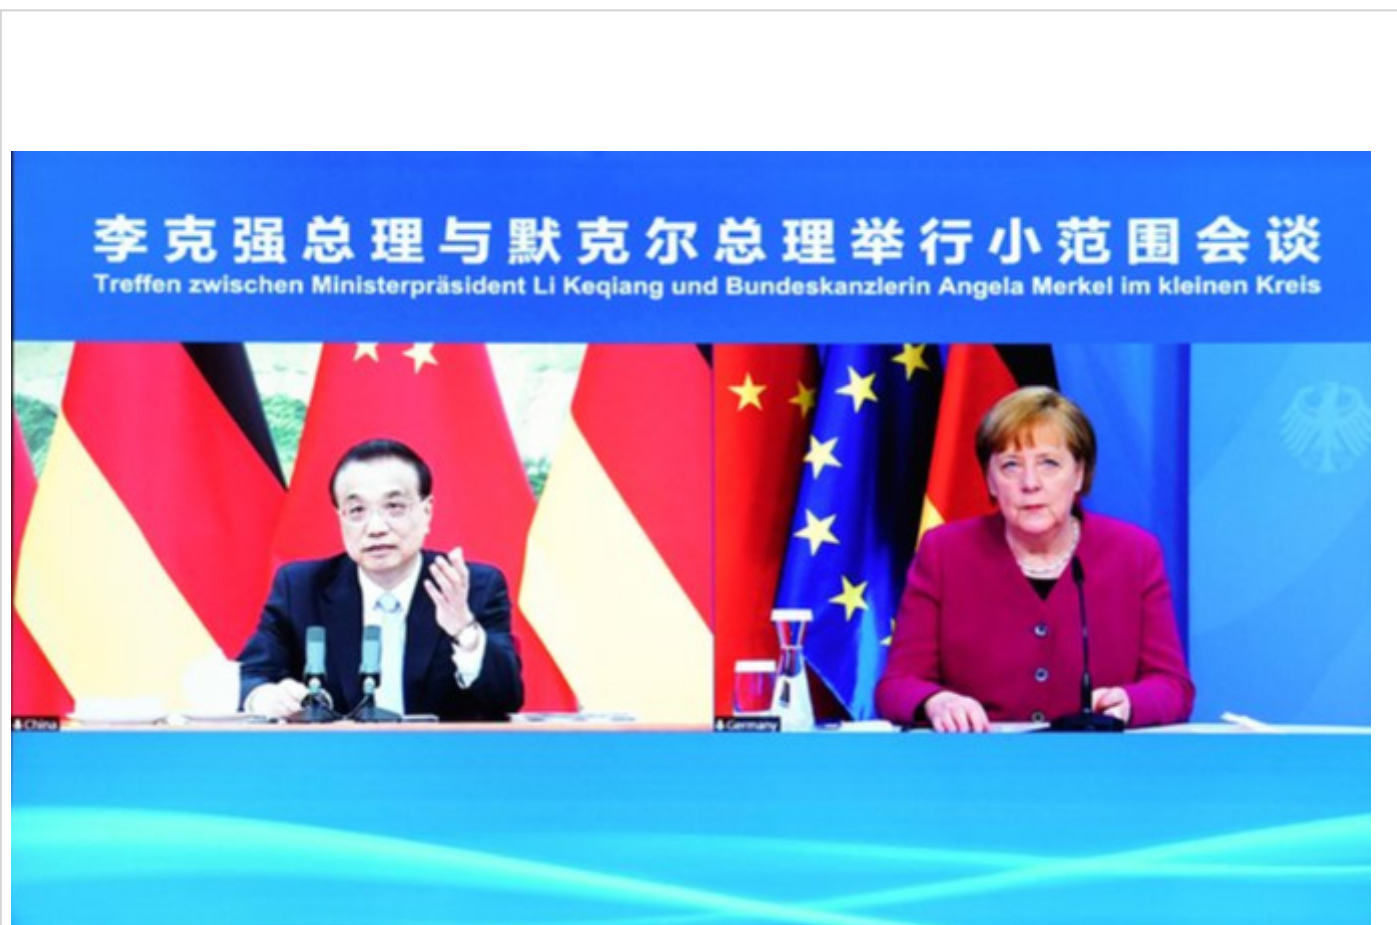 李克强总理与默克尔总理举行小范围会谈
Treffen zwischen Ministerpräsident Li Keqiang und Bundeskanzlerin Angela Merkel im kleinen Kreis
China
Germany